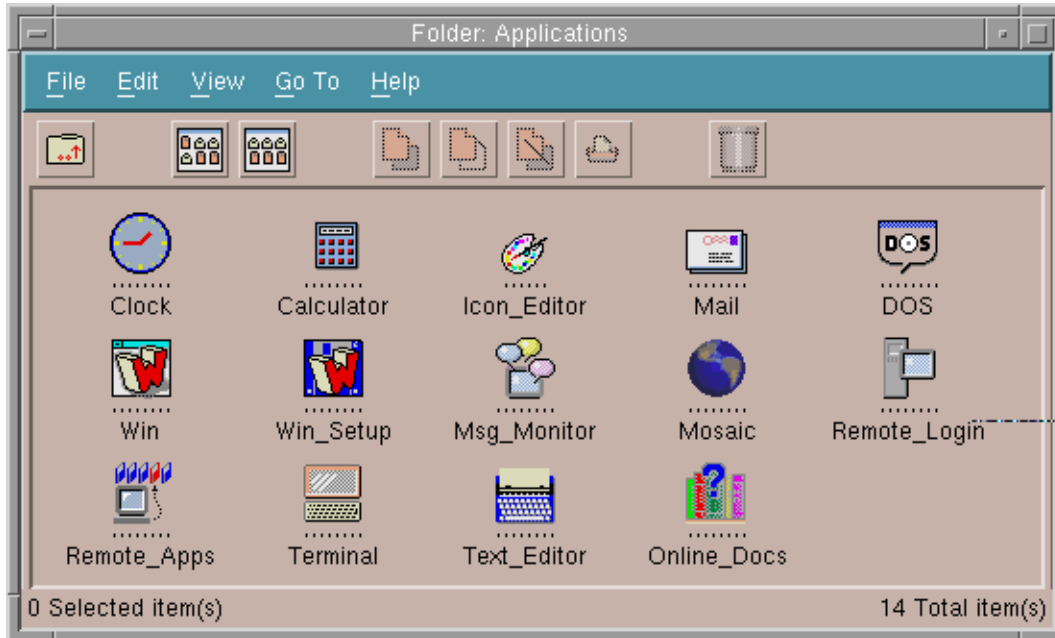 Folder: Applications
File Edit View Go To Help
DOS
Clock Calculator Icon_Editor Mail DOS
W W
Win Win_Setup Msg_Monitor Mosaic Remote_Login
?
Remote_Apps Terminal Text_Editor Online_Docs
0 Selected item(s) 14 Total item(s)